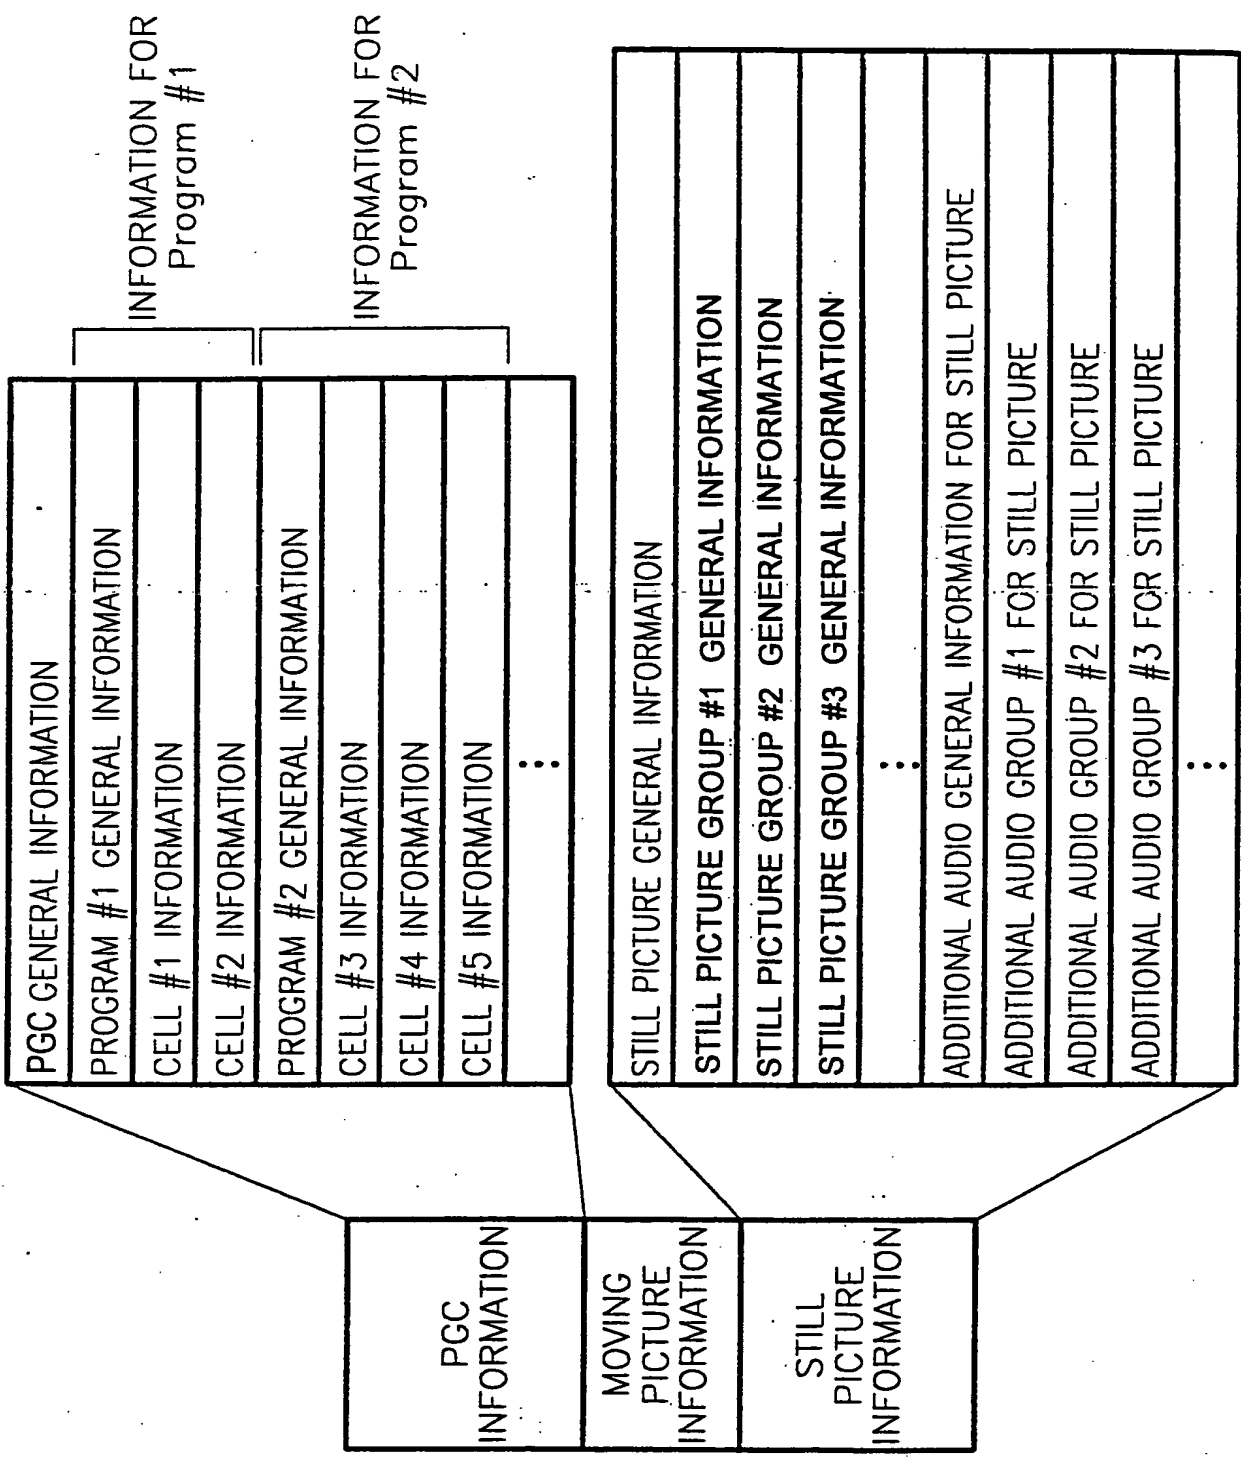 PGC
INFORMATION
MOVING
PICTURE
INFORMATION
STILL
PICTURE
INFORMATION
PGC GENERAL INFORMATION
PROGRAM #1 GENERAL INFORMATION
CELL #1 INFORMATION
CELL #2 INFORMATION
PROGRAM #2 GENERAL INFORMATION
CELL #3 INFORMATION
CELL #4 INFORMATION
CELL #5 INFORMATION
⋮
INFORMATION FOR
Program #1
INFORMATION FOR
Program #2
STILL PICTURE GENERAL INFORMATION
STILL PICTURE GROUP #1 GENERAL INFORMATION
STILL PICTURE GROUP #2 GENERAL INFORMATION
STILL PICTURE GROUP #3 GENERAL INFORMATION
⋮
ADDITIONAL AUDIO GENERAL INFORMATION FOR STILL PICTURE
ADDITIONAL AUDIO GROUP #1 FOR STILL PICTURE
ADDITIONAL AUDIO GROUP #2 FOR STILL PICTURE
ADDITIONAL AUDIO GROUP #3 FOR STILL PICTURE
⋮